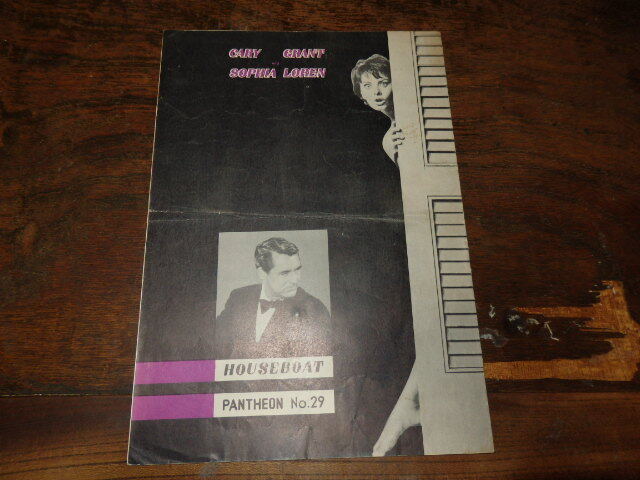 CARY GRANT
SOPHIA LOREN
HOUSEBOAT
PANTHEON No.29